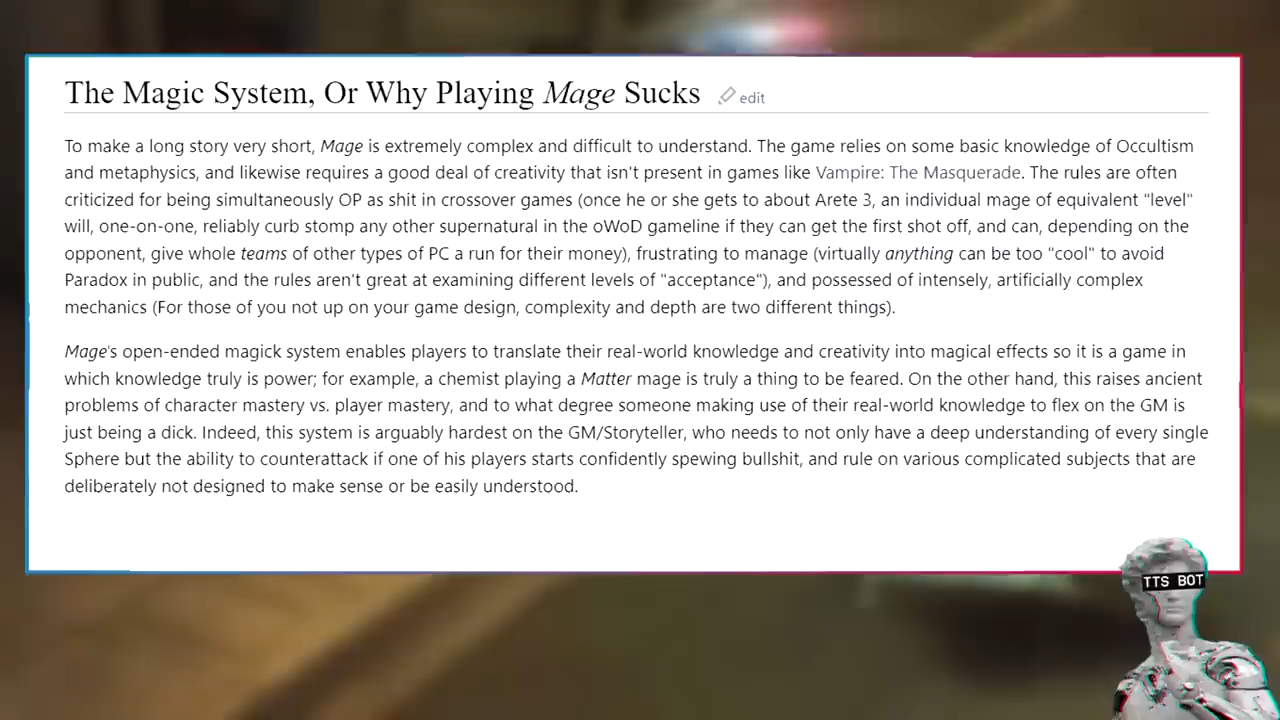 The Magic System, Or Why Playing Mage Sucks edit
To make a long story very short, Mage is extremely complex and difficult to understand. The game relies on some basic knowledge of Occultism
and metaphysics, and likewise requires a good deal of creativity that isn't present in games like Vampire: The Masquerade. The rules are often
criticized for being simultaneously OP as shit in crossover games (once he or she gets to about Arete 3, an individual mage of equivalent "level"
will, one-on-one, reliably curb stomp any other supernatural in the oWoD gameline if they can get the first shot off, and can, depending on the
opponent, give whole teams of other types of PC a run for their money), frustrating to manage (virtually anything can be too "cool" to avoid
Paradox in public, and the rules aren't great at examining different levels of "acceptance"), and possessed of intensely, artificially complex
mechanics (For those of you not up on your game design, complexity and depth are two different things).
Mage's open-ended magick system enables players to translate their real-world knowledge and creativity into magical effects so it is a game in
which knowledge truly is power; for example, a chemist playing a Matter mage is truly a thing to be feared. On the other hand, this raises ancient
problems of character mastery vs. player mastery, and to what degree someone making use of their real-world knowledge to flex on the GM is
just being a dick. Indeed, this system is arguably hardest on the GM/Storyteller, who needs to not only have a deep understanding of every single
Sphere but the ability to counterattack if one of his players starts confidently spewing bullshit, and rule on various complicated subjects that are
deliberately not designed to make sense or be easily understood.
TTS BOT